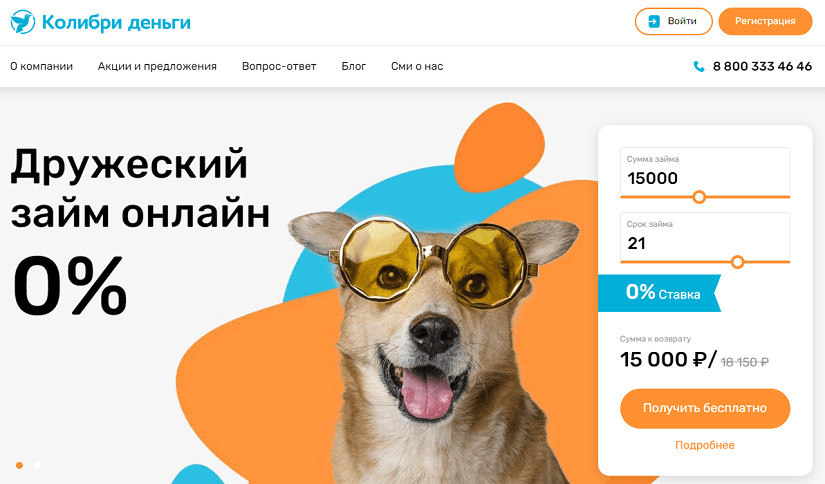 Колибри деньги
Войти
Регистрация
О компании
Акции и предложения
Вопрос-ответ
Блог
Сми о нас
8 800 333 46 46
Дружеский
займ онлайн
0%
Сумма займа
15000
Срок займа
21
0% Ставка
Сумма к возврату
15 000 ₽/ 18 150 ₽
Получить бесплатно
Подробнее